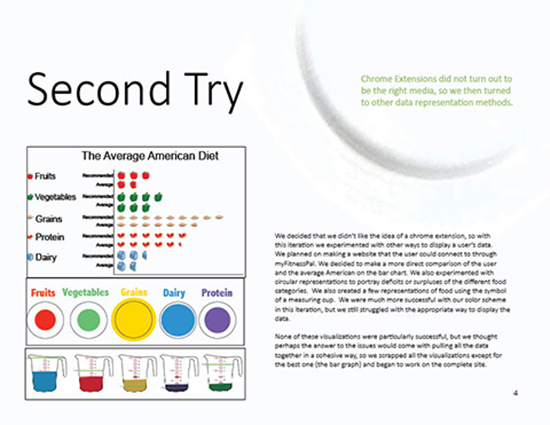 Second Try
Chrome Extensions did not turn out to
be the right media, so we then turned
to other data representation methods.
The Average American Diet
Fruits
Recommended
Average
Vegetables
Recommended
Average
Grains
Recommended
Average
Protein
Recommended
Average
Dairy
Recommended
Average
Fruits Vegetables Grains Dairy Protein
We decided that we didn't like the idea of a chrome extension, so with
this iteration we experimented with other ways to display a user's data.
We planned on making a website that the user could connect to through
myFitnessPal. We decided to make a more direct comparison of the user
and the average American on the bar chart. We also experimented with
circular representations to portray deficits or surpluses of the different food
categories. We also created a few representations of food using the symbol
of a measuring cup. We were much more successful with our color scheme
in this iteration, but we still struggled with the appropriate way to display the
data.
None of these visualizations were particularly successful, but we thought
perhaps the answer to the issues would come with pulling all the data
together in a cohesive way, so we scrapped all the visualizations except for
the best one (the bar graph) and began to work on the complete site.
4